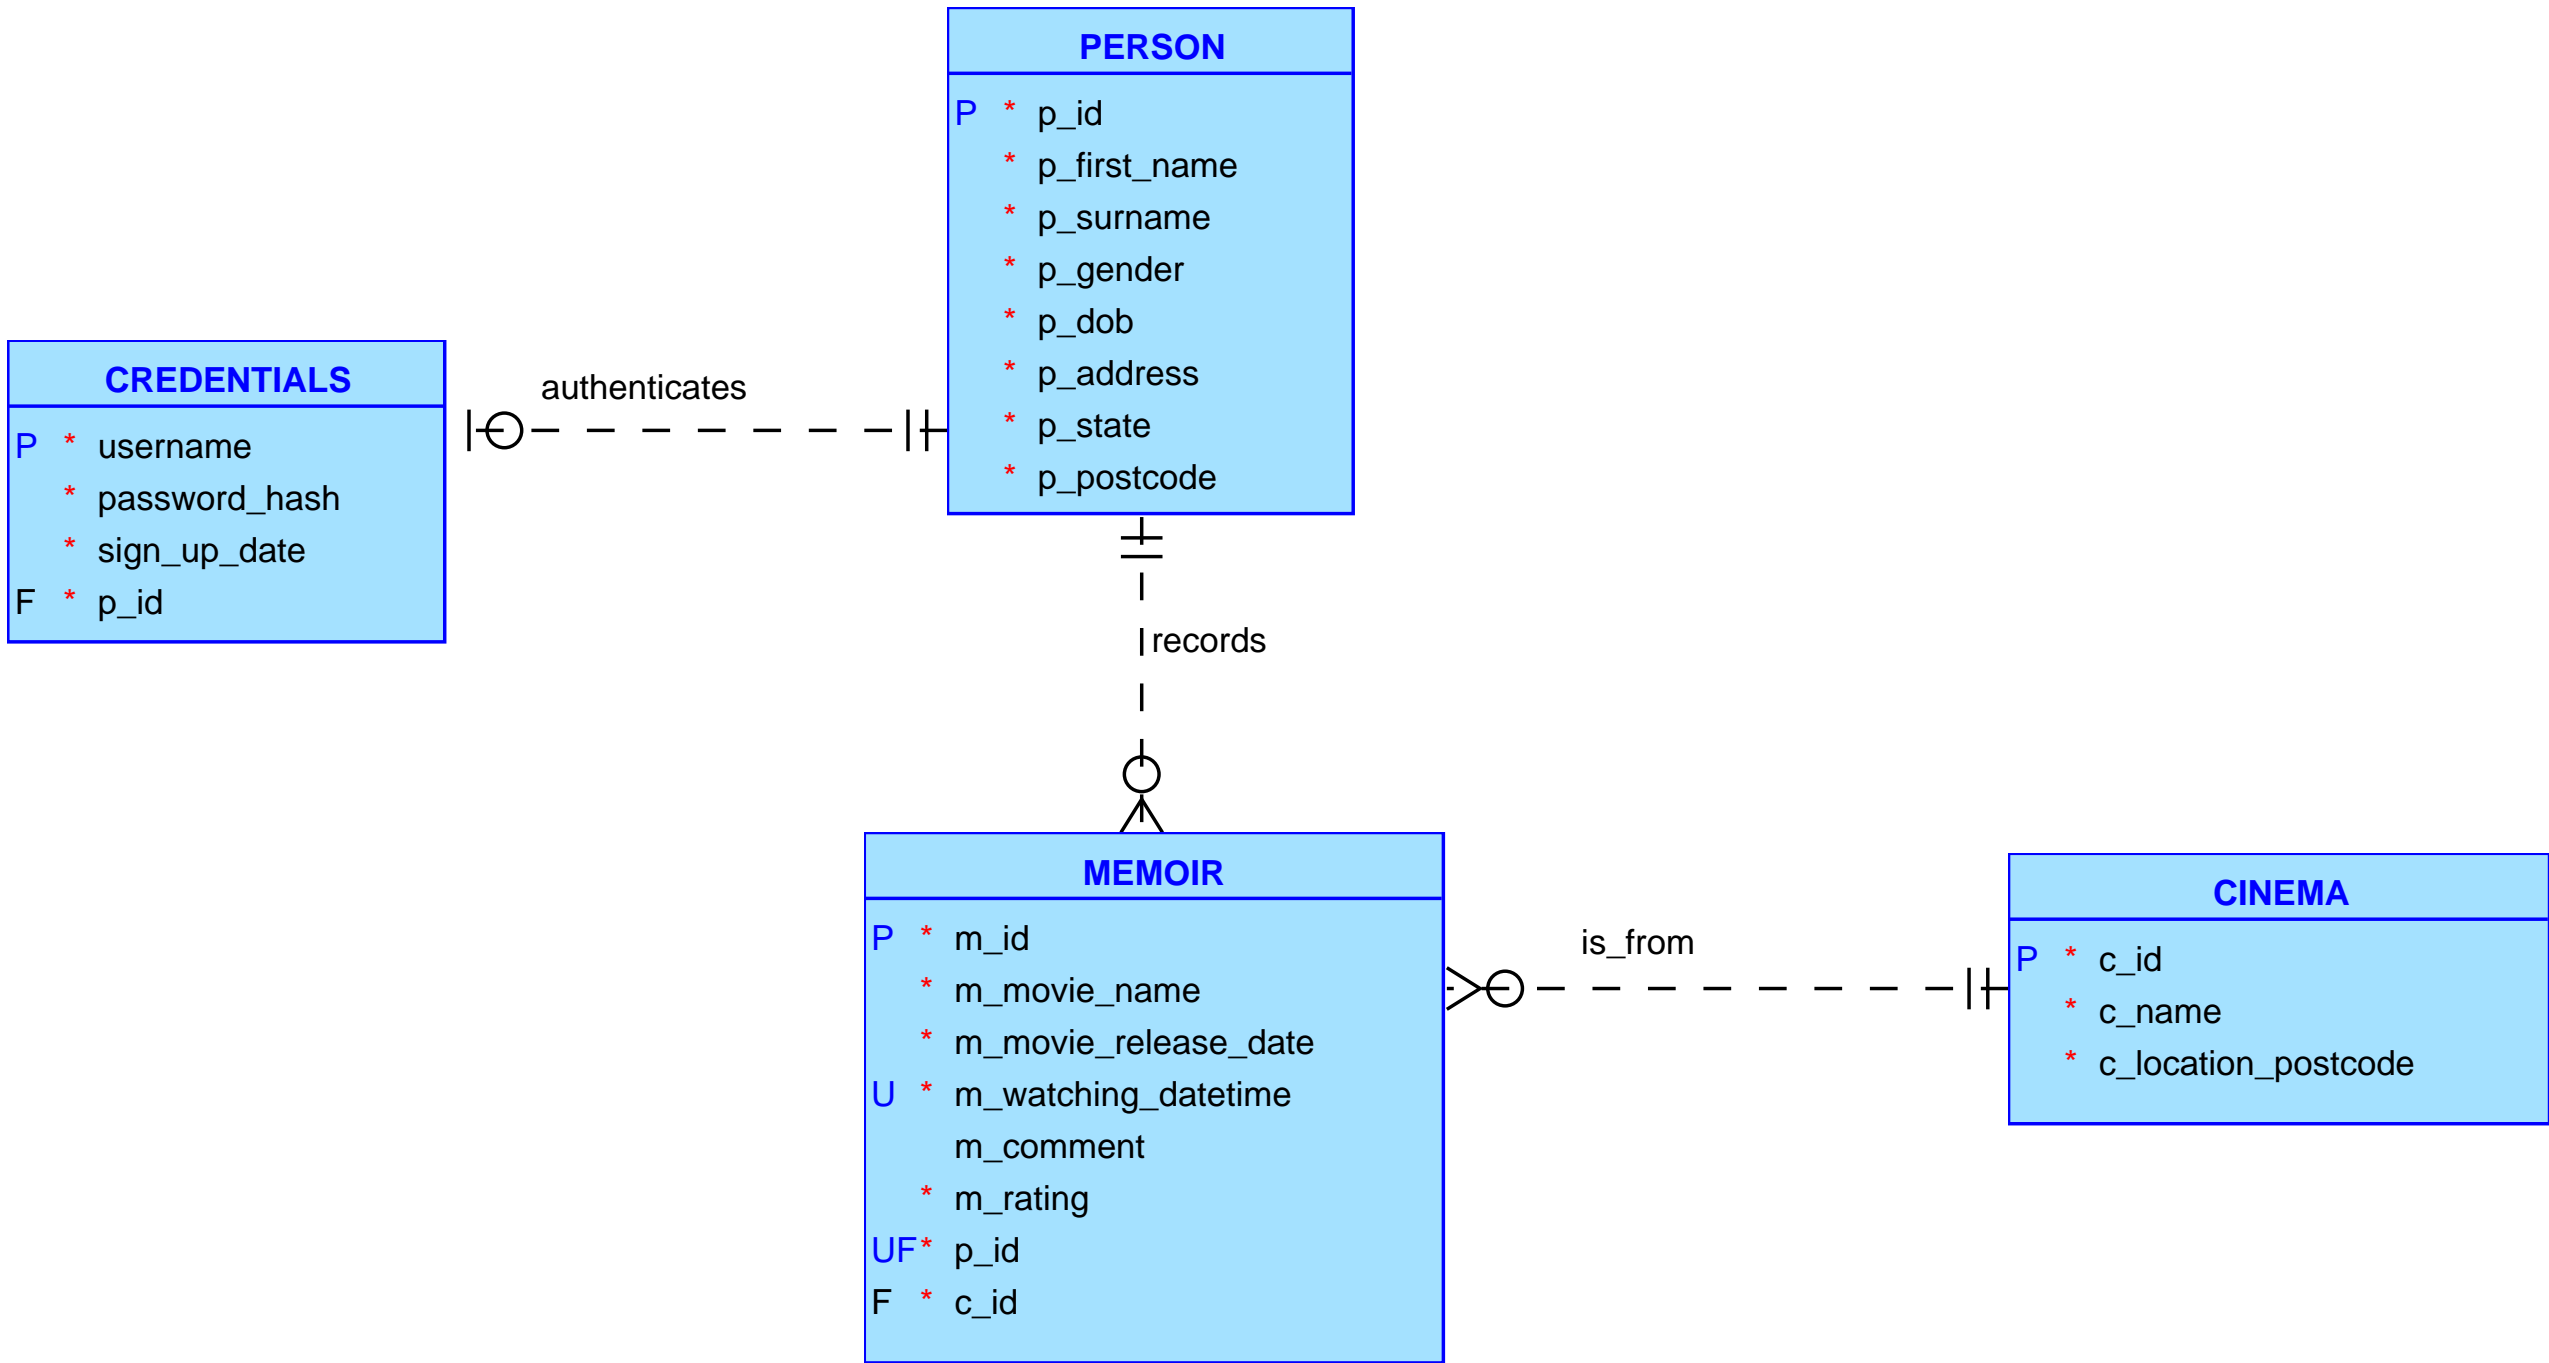 PERSON
P * p_id
* p_first_name
* p_surname
* p_gender
* p_dob
* p_address
* p_state
* p_postcode
CREDENTIALS
P * username
* password_hash
* sign_up_date
F * p_id
authenticates
records
MEMOIR
P * m_id
* m_movie_name
* m_movie_release_date
U * m_watching_datetime
m_comment
* m_rating
UF* p_id
F * c_id
is_from
CINEMA
P * c_id
* c_name
* c_location_postcode